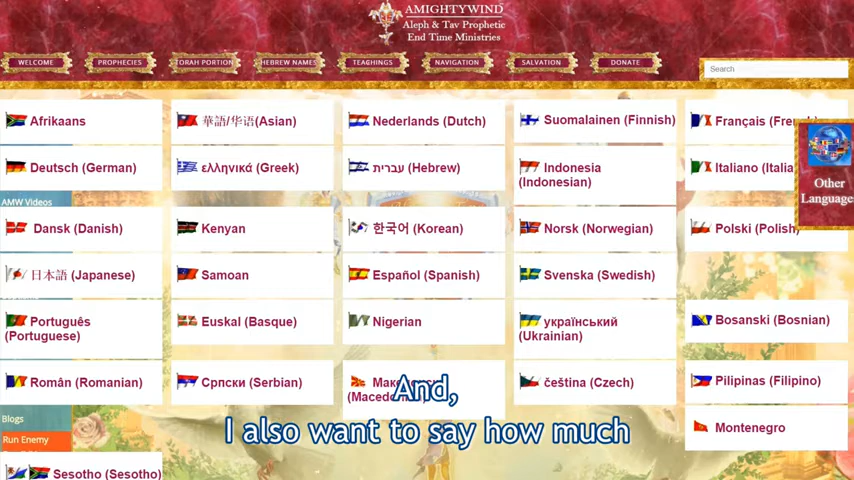 AMIGHTYWIND
Aleph & Tav Prophetic
End Time Ministries
WELCOME
PROPHECIES
TORAH PORTION
HEBREW NAMES
TEACHINGS
NAVIGATION
SALVATION
DONATE
Search
Afrikaans
華語/华语(Asian)
Nederlands (Dutch)
Suomalainen (Finnish)
Français
Deutsch (German)
ελληνικά (Greek)
עברית (Hebrew)
Indonesia
(Indonesian)
Italiano
Other
Language
AMW Videos
Dansk (Danish)
Kenyan
한국어 (Korean)
Norsk (Norwegian)
Polski (Polish)
日本語 (Japanese)
Samoan
Español (Spanish)
Svenska (Swedish)
Português
(Portuguese)
Euskal (Basque)
Nigerian
український
(Ukrainian)
Bosanski (Bosnian)
Român (Romanian)
Српски (Serbian)
čeština (Czech)
Pilipinas (Filipino)
And,
I also want to say how much
Montenegro
Blogs
Run Enemy
Sesotho (Sesotho)